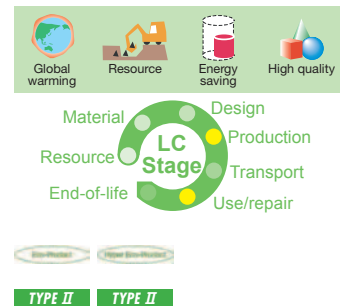 Global warming
Resource
Energy saving
High quality
Design
Material
Production
LC Stage
Resource
Transport
End-of-life
Use/repair
TYPE II
TYPE II